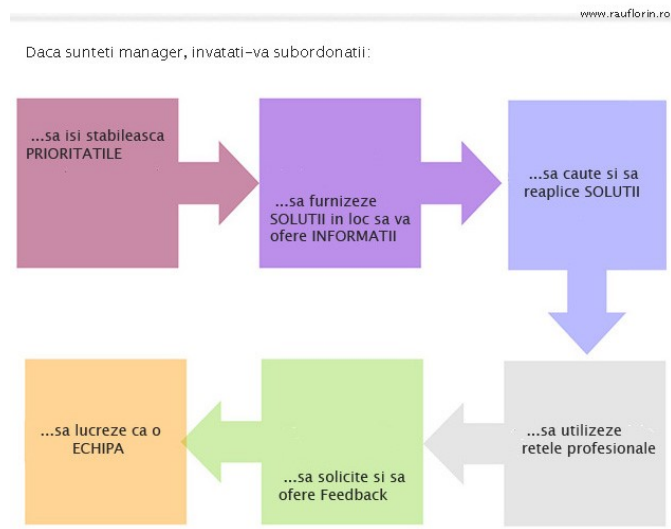 www.rauflorin.ro
Daca sunteti manager, invatati-va subordonatii:
...sa isi stabileasca
PRIORITATILE
...sa furnizeze
SOLUTII in loc sa va
ofere INFORMATII
...sa caute si sa
reaplice SOLUTII
...sa utilizeze
retele profesionale
...sa solicite si sa
ofere Feedback
...sa lucreze ca o
ECHIPA